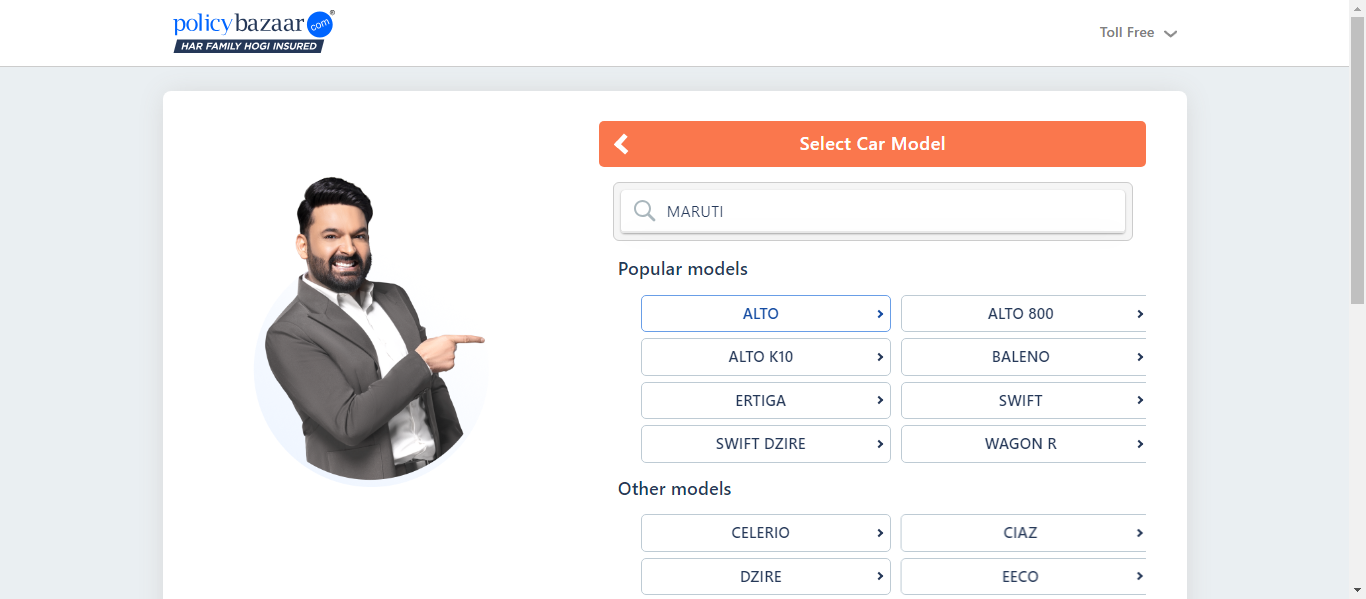 policybazaar.com®
HAR FAMILY HOGI INSURED
Toll Free
Select Car Model
MARUTI
Popular models
ALTO
ALTO 800
ALTO K10
BALENO
ERTIGA
SWIFT
SWIFT DZIRE
WAGON R
Other models
CELERIO
CIAZ
DZIRE
EECO